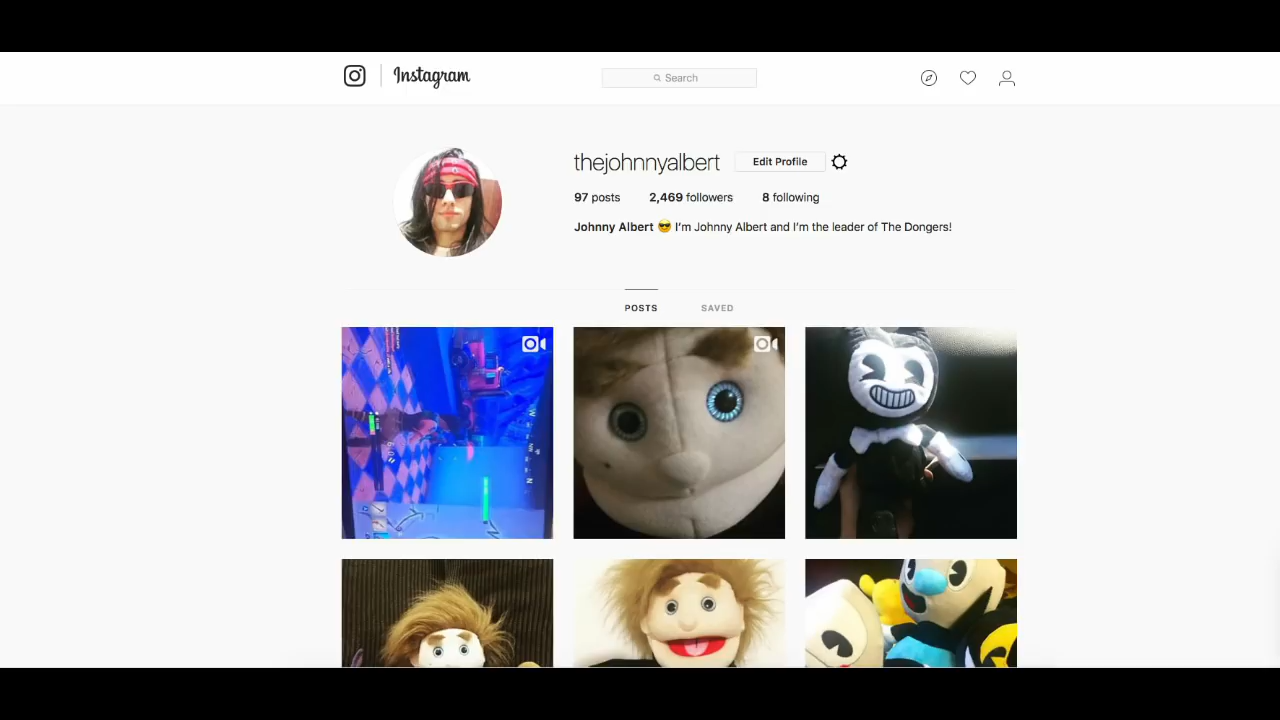 Instagram
Search
thejohnnyalbert Edit Profile
97 posts 2,469 followers 8 following
Johnny Albert 😎 I'm Johnny Albert and I'm the leader of The Dongers!
POSTS SAVED